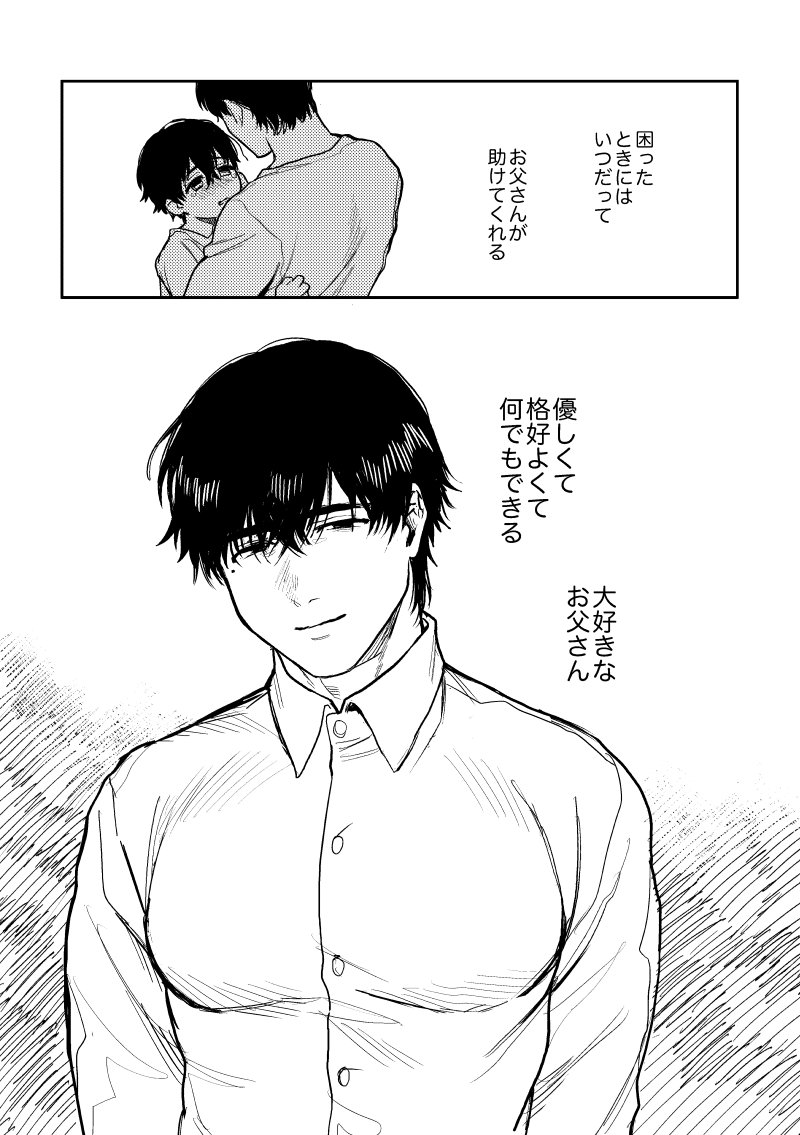 困った
ときには
いつだって
お父さんが
助けてくれる
優しくて
格好よくて
何でもできる
大好きな
お父さん